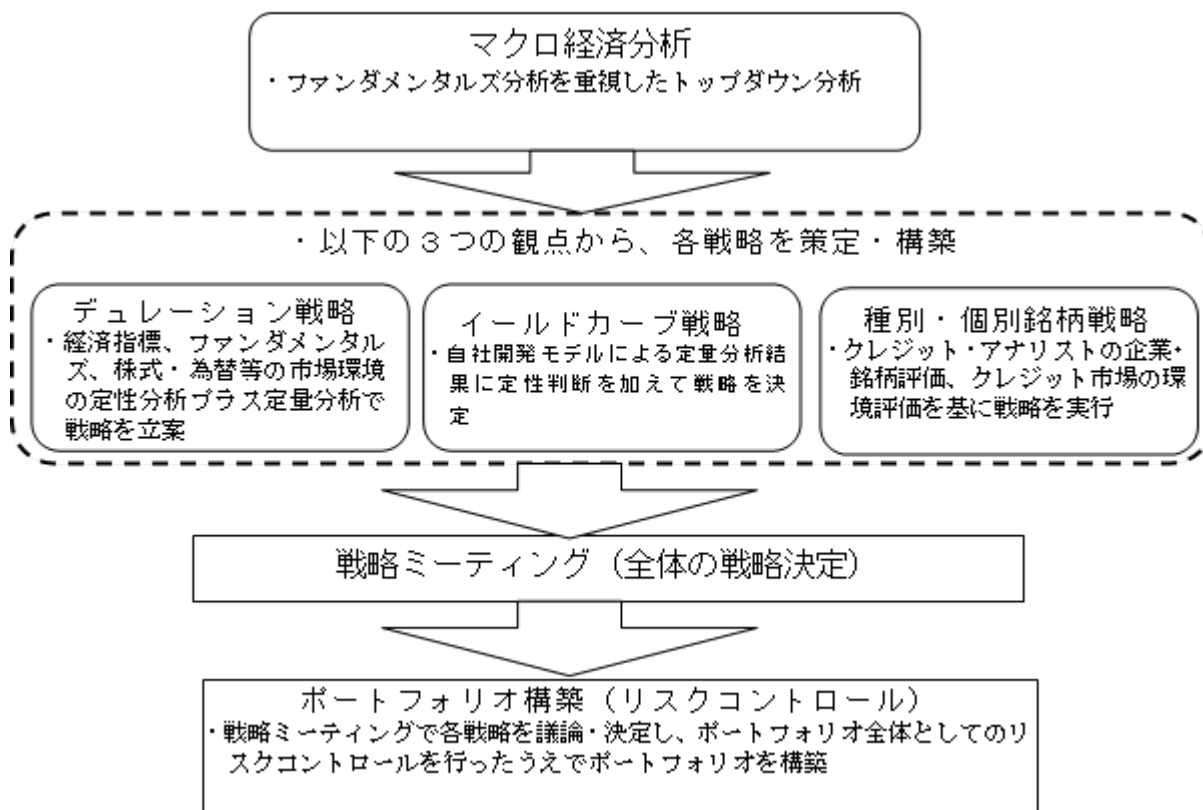 マクロ経済分析
・ファンダメンタルズ分析を重視したトップダウン分析
・以下の３つの観点から、各戦略を策定・構築
デュレーション戦略
・経済指標、ファンダメンタル
ズ、株式・為替等の市場環境
の定性分析プラス定量分析で
戦略を立案
イールドカーブ戦略
・自社開発モデルによる定量分析結
果に定性判断を加えて戦略を決
定
種別・個別銘柄戦略
・クレジット・アナリストの企業・
銘柄評価、クレジット市場の環
境評価を基に戦略を実行
戦略ミーティング（全体の戦略決定）
ポートフォリオ構築（リスクコントロール）
・戦略ミーティングで各戦略を議論・決定し、ポートフォリオ全体としてのリ
スクコントロールを行ったうえでポートフォリオを構築